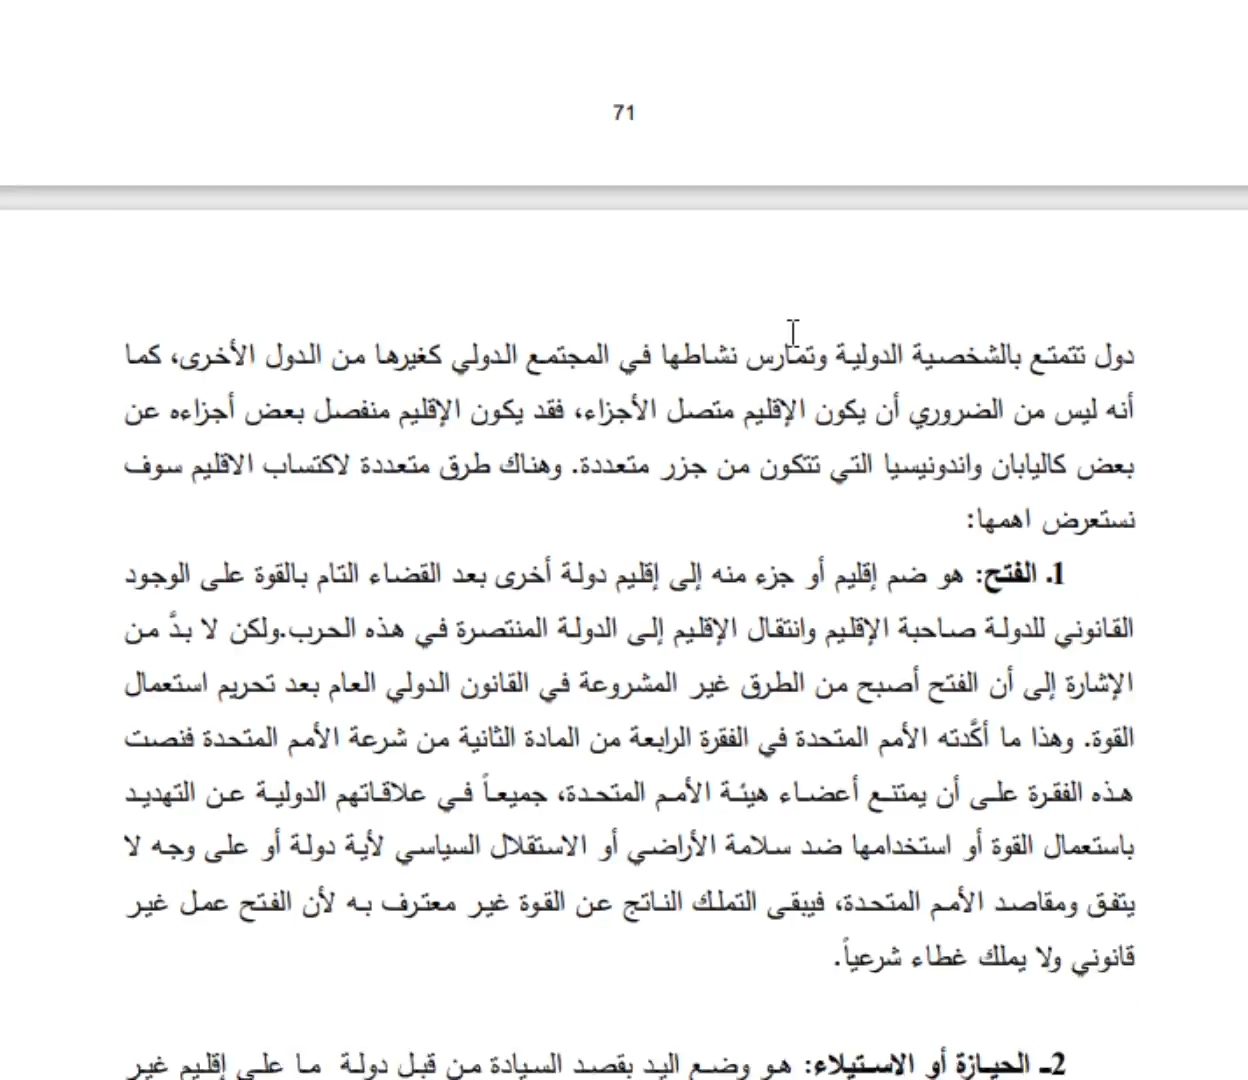 71
دول تتمتع بالشخصية الدولية وتمارس نشاطها في المجتمع الدولي كغيرها من الدول الأخرى، كما
أنه ليس من الضروري أن يكون الإقليم متصل الأجزاء، فقد يكون الإقليم منفصل بعض أجزاءه عن
بعض كاليابان واندونيسيا التي تتكون من جزر متعددة. وهناك طرق متعددة لاكتساب الاقليم سوف
نستعرض اهمها:
1. الفتح: هو ضم إقليم أو جزء منه إلى إقليم دولة أخرى بعد القضاء التام بالقوة على الوجود
القانوني للدولة صاحبة الإقليم وانتقال الإقليم إلى الدولة المنتصرة في هذه الحرب.ولكن لا بدَّ من
الإشارة إلى أن الفتح أصبح من الطرق غير المشروعة في القانون الدولي العام بعد تحريم استعمال
القوة. وهذا ما أكَّدته الأمم المتحدة في الفقرة الرابعة من المادة الثانية من شرعة الأمم المتحدة فنصت
هذه الفقرة على أن يمتنع أعضاء هيئة الأمم المتحدة، جميعاً في علاقاتهم الدولية عن التهديد
باستعمال القوة أو استخدامها ضد سلامة الأراضي أو الاستقلال السياسي لأية دولة أو على وجه لا
يتفق ومقاصد الأمم المتحدة، فيبقى التملك الناتج عن القوة غير معترف به لأن الفتح عمل غير
قانوني ولا يملك غطاء شرعياً.
2ـ الحيازة أو الاستيلاء: هو وضع اليد بقصد السيادة من قبل دولة ما على إقليم غير